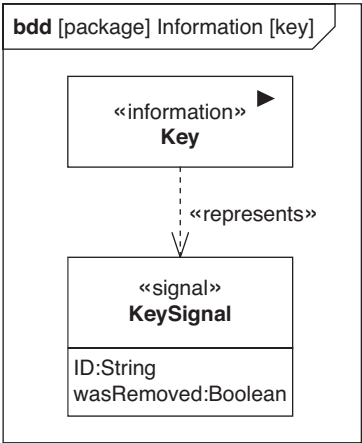 bdd [package] Information [key]
«information»
Key
«represents»
«signal»
KeySignal
ID:String
wasRemoved:Boolean